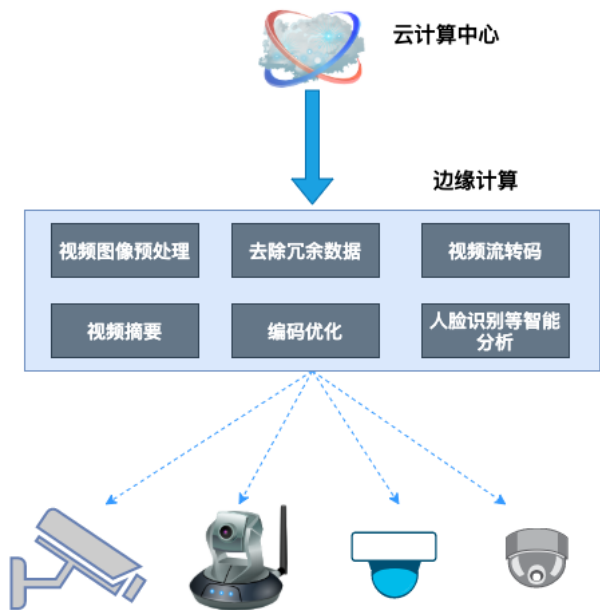 云计算中心
边缘计算
视频图像预处理
去除冗余数据
视频流转码
视频摘要
编码优化
人脸识别等智能
分析